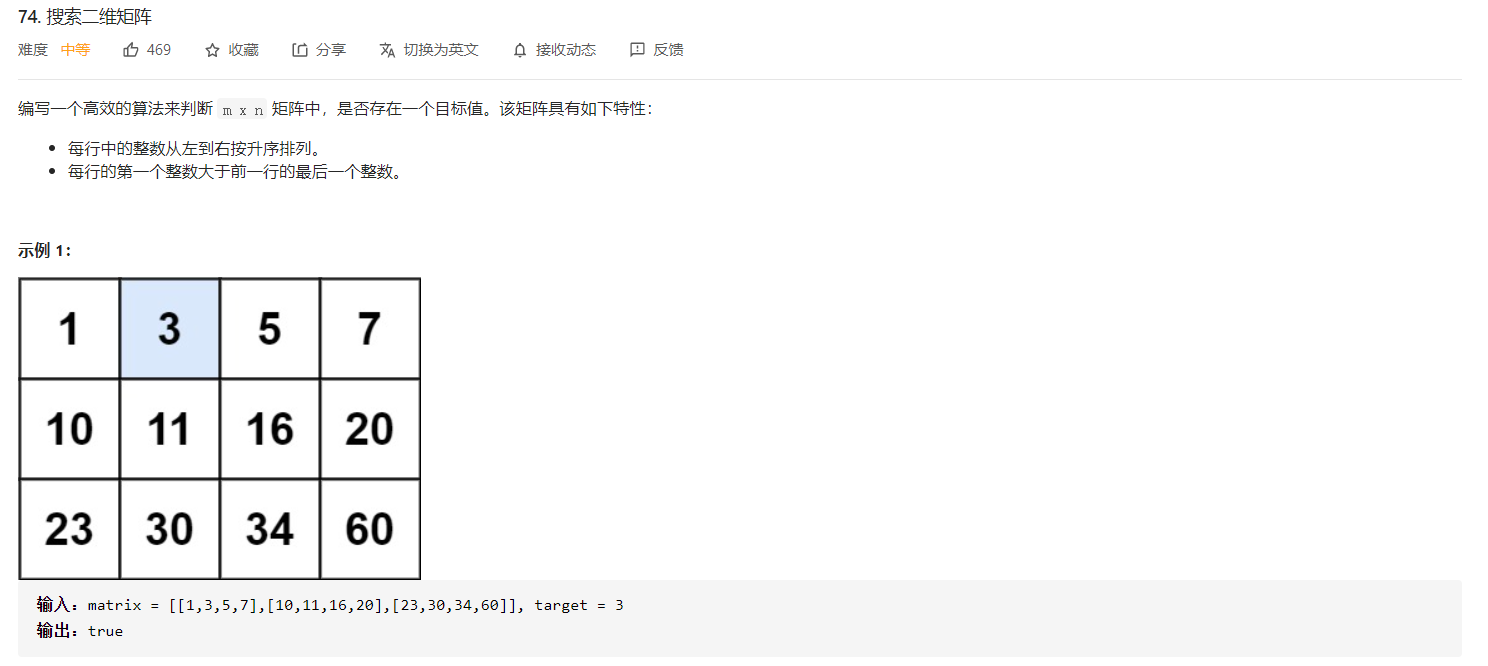 74. 搜索二维矩阵
难度 中等 469 收藏 分享 切换为英文 接收动态 反馈
编写一个高效的算法来判断 m x n 矩阵中，是否存在一个目标值。该矩阵具有如下特性：
每行中的整数从左到右按升序排列。
每行的第一个整数大于前一行的最后一个整数。
示例 1：
1 3 5 7
10 11 16 20
23 30 34 60
输入：matrix = [[1,3,5,7],[10,11,16,20],[23,30,34,60]], target = 3
输出：true